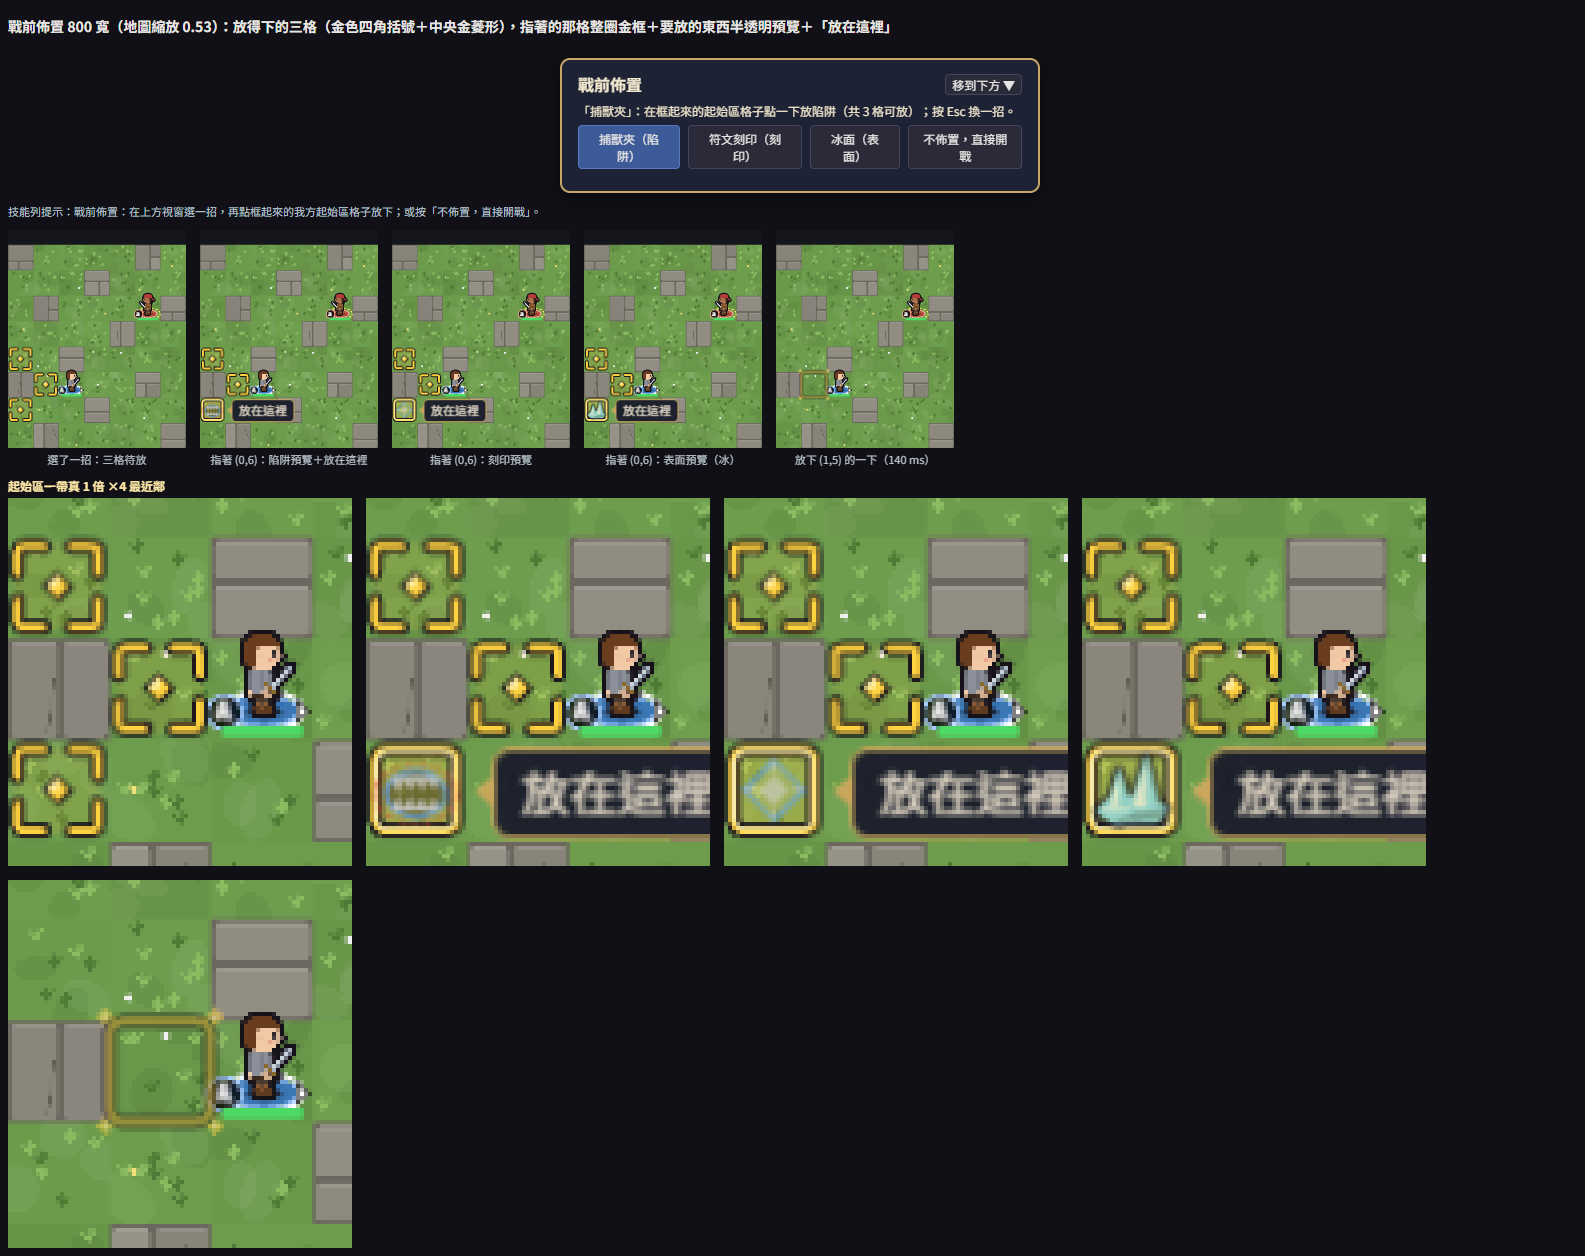 戰前佈置 800 寬（地圖縮放 0.53）：放得下的三格（金色四角括號＋中央金菱形），指著的那格整圈金框＋要放的東西半透明預覽＋「放在這裡」
戰前佈置
移到下方 ▼
「捕獸夾」：在框起來的起始區格子點一下放陷阱（共 3 格可放）；按 Esc 換一招。
捕獸夾（陷阱）
符文刻印（刻印）
冰面（表面）
不佈置，直接開戰
技能列提示：戰前佈置：在上方視窗選一招，再點框起來的我方起始區格子放下；或按「不佈置，直接開戰」。
放在這裡
放在這裡
放在這裡
選了一招：三格待放
指著 (0,6)：陷阱預覽＋放在這裡
指著 (0,6)：刻印預覽
指著 (0,6)：表面預覽（冰）
放下 (1,5) 的一下（140 ms）
起始區一帶真 1 倍 ×4 最近鄰
放在這裡
放在這裡
放在這裡